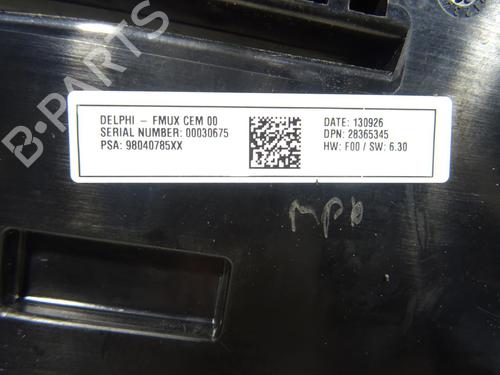 B-PARTS
DELPHI - FMUX CEM 00
SERIAL NUMBER: 00030675
PSA: 98040785XX
DATE: 130926
DPN: 28365345
HW: F00 / SW: 6.30